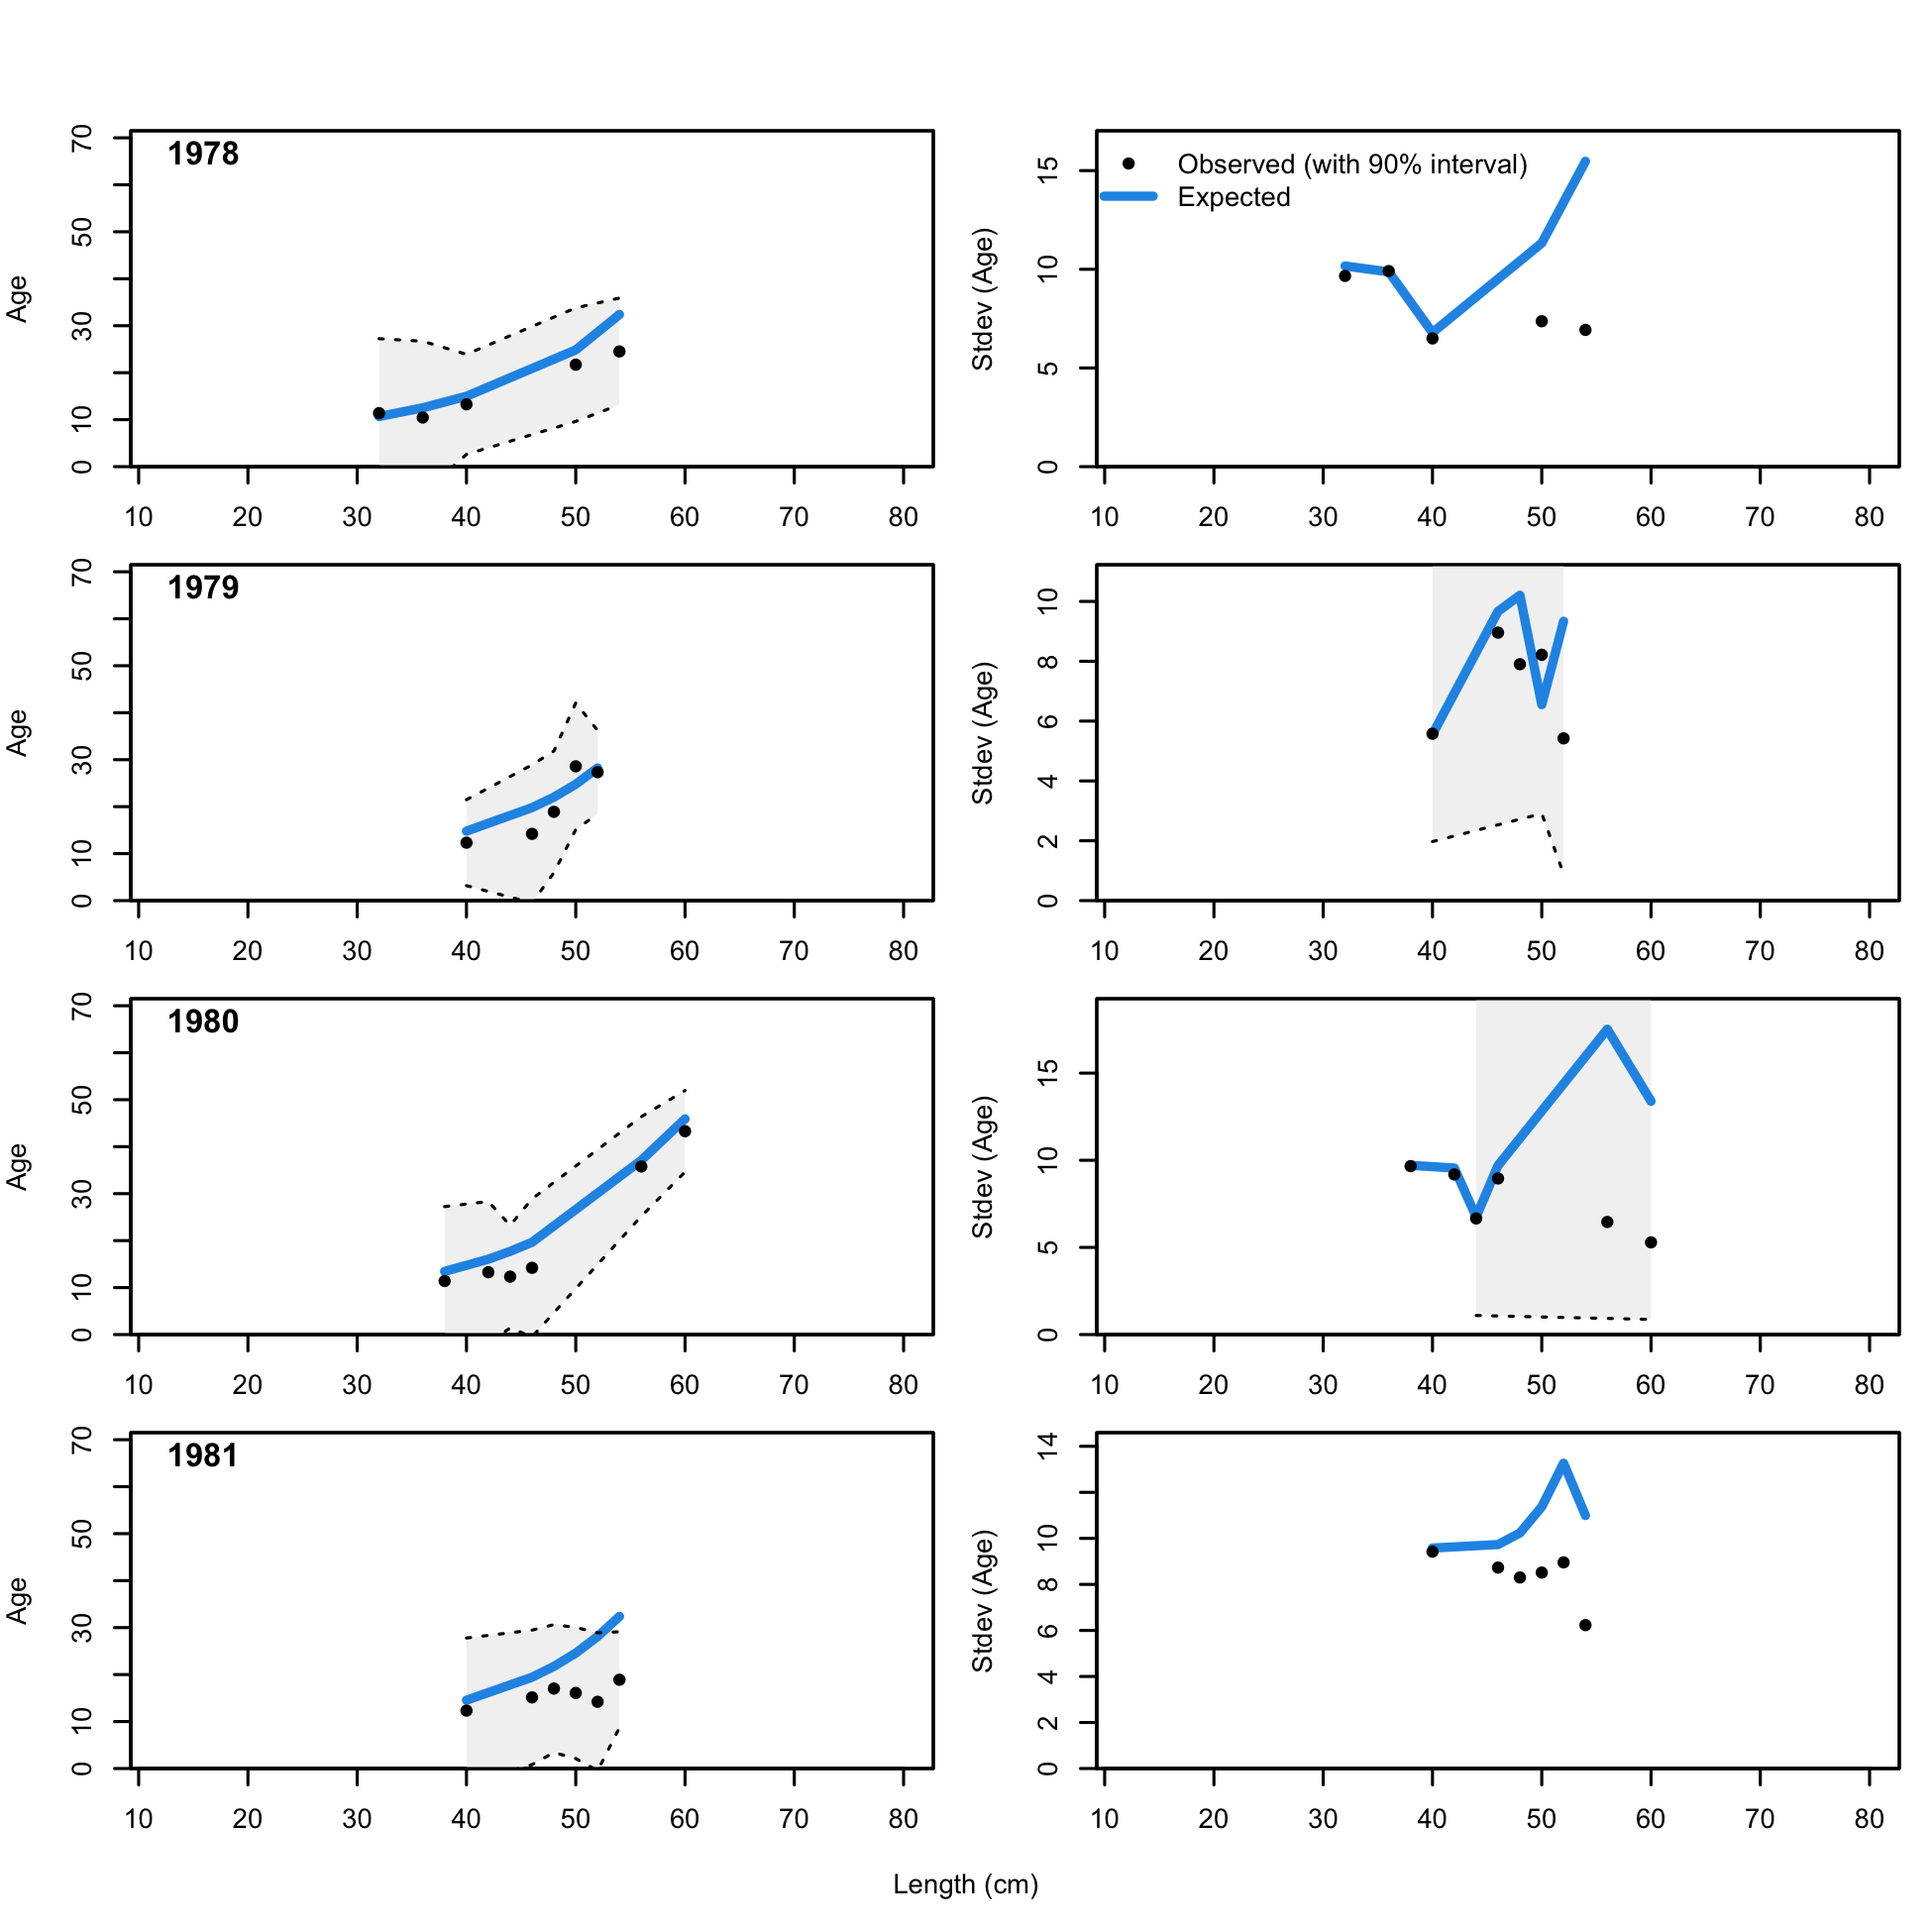 1978
Age
0 10 30 50 70
10 20 30 40 50 60 70 80
Observed (with 90% interval)
Expected
Stdev (Age)
0 5 10 15
10 20 30 40 50 60 70 80
1979
Age
0 10 30 50 70
10 20 30 40 50 60 70 80
Stdev (Age)
0 2 4 6 8 10
10 20 30 40 50 60 70 80
1980
Age
0 10 30 50 70
10 20 30 40 50 60 70 80
Stdev (Age)
0 5 10 15
10 20 30 40 50 60 70 80
1981
Age
0 10 30 50 70
10 20 30 40 50 60 70 80
Stdev (Age)
0 2 4 6 8 10 14
10 20 30 40 50 60 70 80
Length (cm)